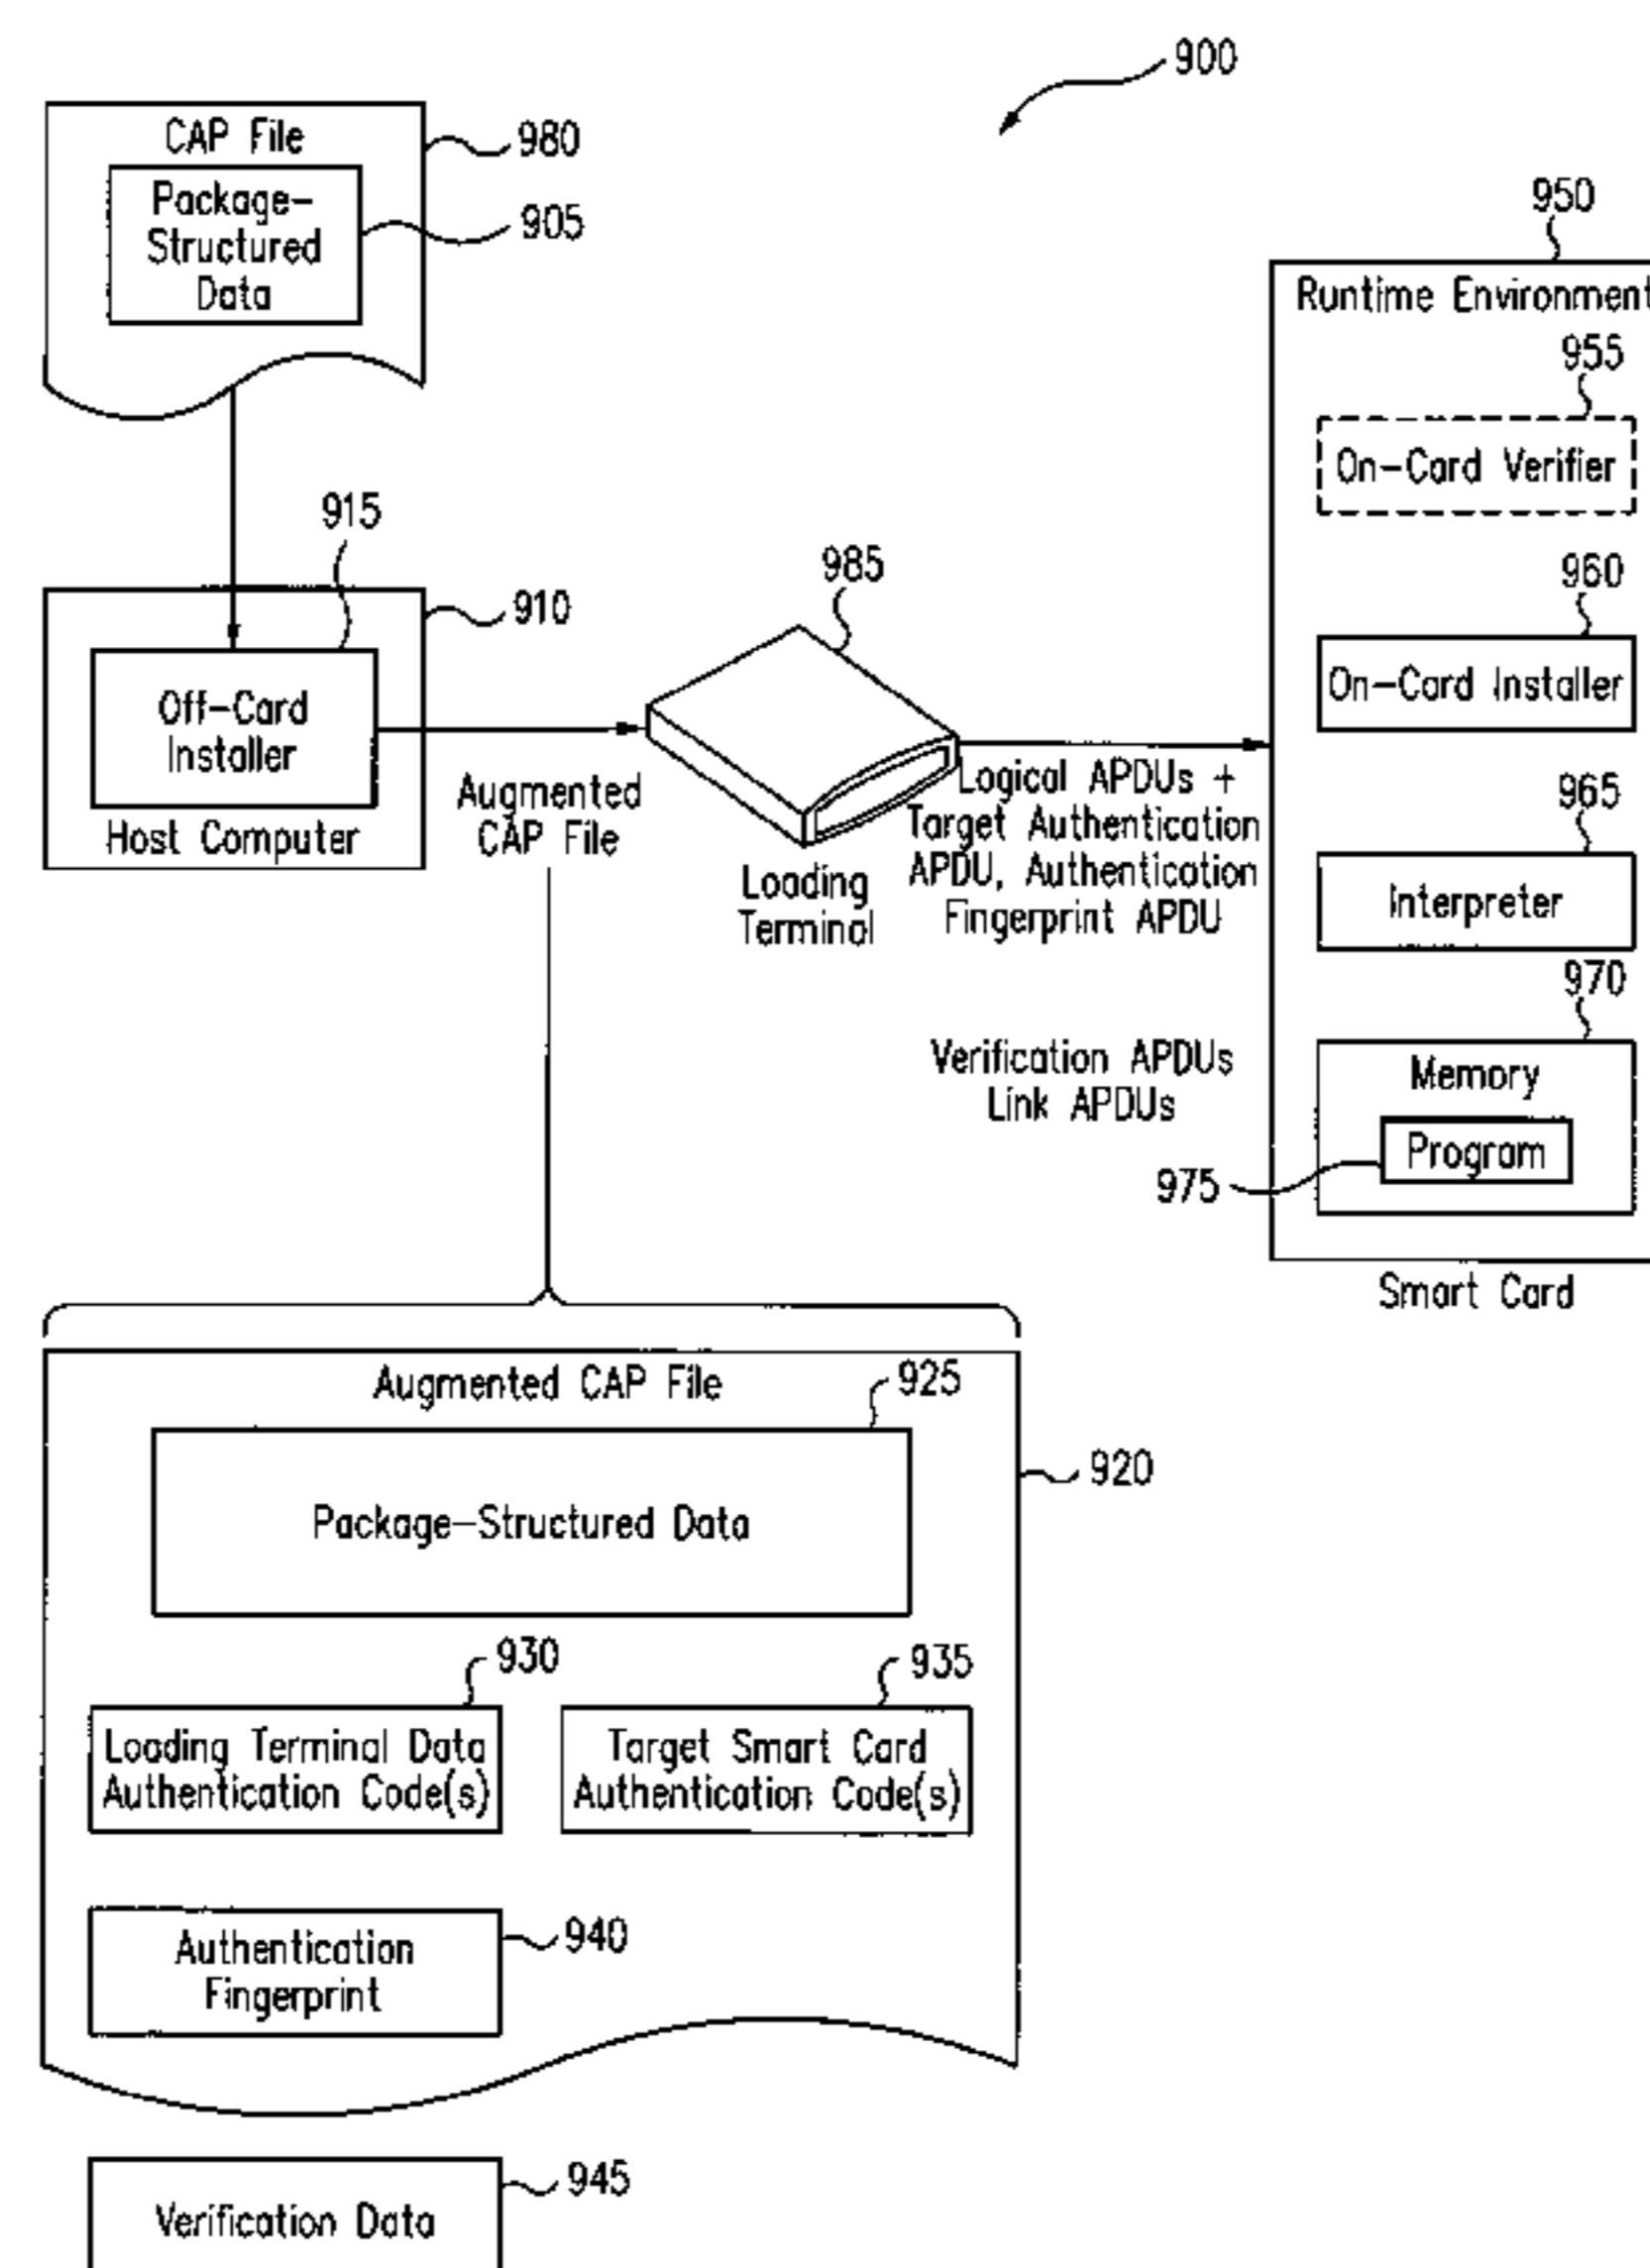 900
CAP File
980
Package-
Structured
Data
905
950
Runtime Environment
955
On-Card Verifier
915
985
960
910
On-Card Installer
Off-Card
Installer
Host Computer
Augmented
CAP File
Loading
Terminal
Logical APDUs +
Target Authentication
APDU, Authentication
Fingerprint APDU
965
Interpreter
970
Verification APDUs
Link APDUs
Memory
Program
975
Smart Card
Augmented CAP File
925
920
Package-Structured Data
930
935
Loading Terminal Data
Authentication Code(s)
Target Smart Card
Authentication Code(s)
940
Authentication
Fingerprint
945
Verification Data